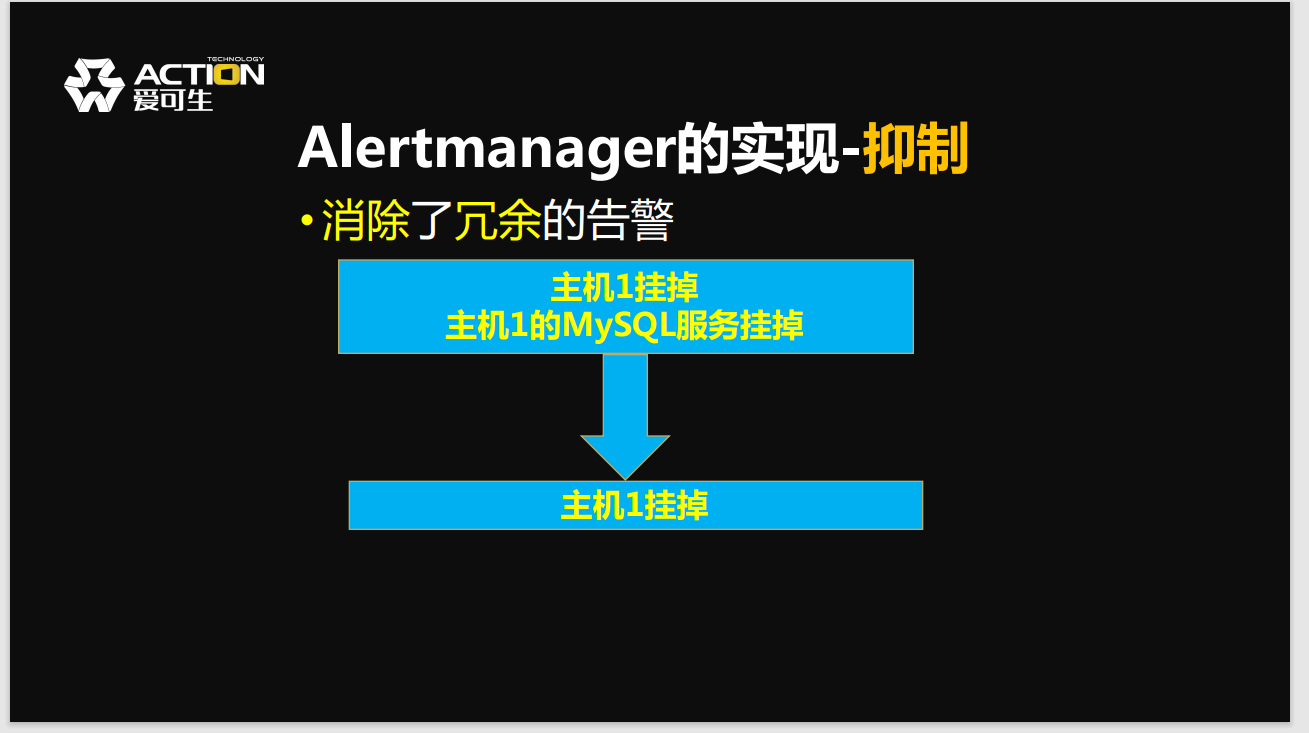 TECHNOLOGY
ACTION
爱可生
Alertmanager的实现-抑制
•消除了冗余的告警
主机1挂掉
主机1的MySQL服务挂掉
主机1挂掉